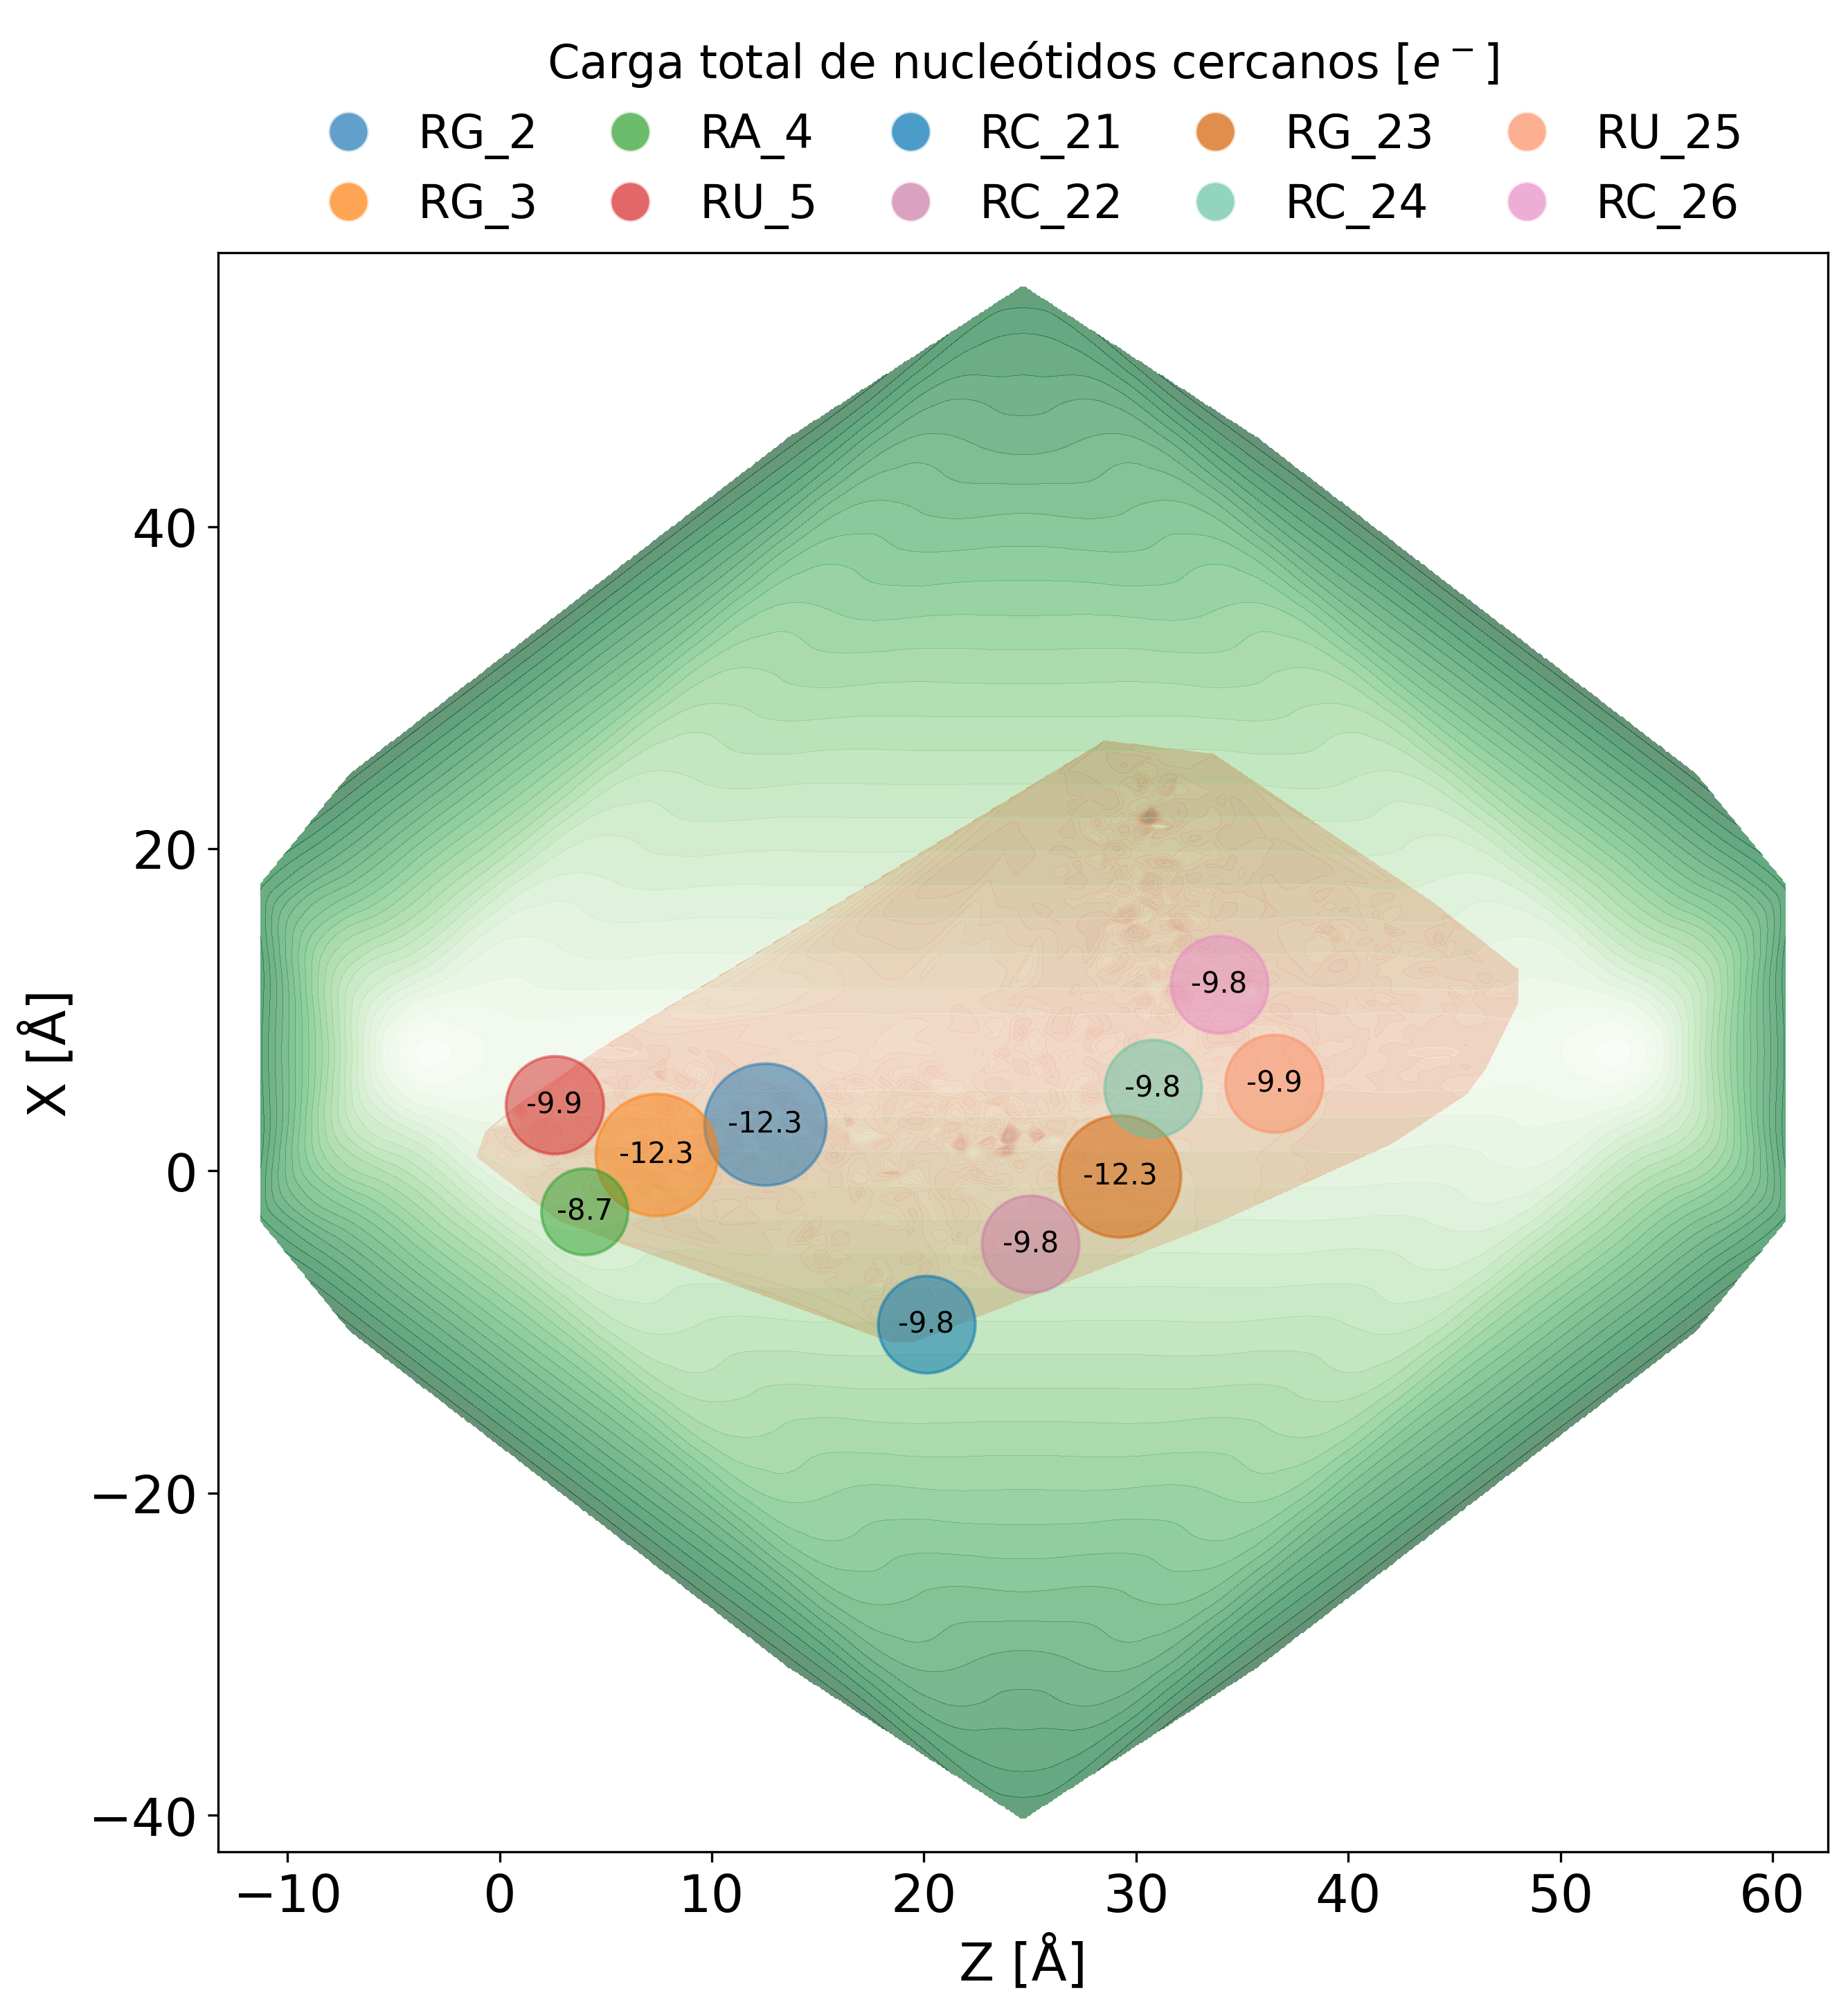 Carga total de nucleótidos cercanos [e⁻]
RG_2 RA_4 RC_21 RG_23 RU_25
RG_3 RU_5 RC_22 RC_24 RC_26
X [Å]
40
20
0
−20
−40
-9.8
-9.8
-9.9
-9.9
-12.3
-12.3
-12.3
-8.7
-9.8
-9.8
−10 0 10 20 30 40 50 60
Z [Å]